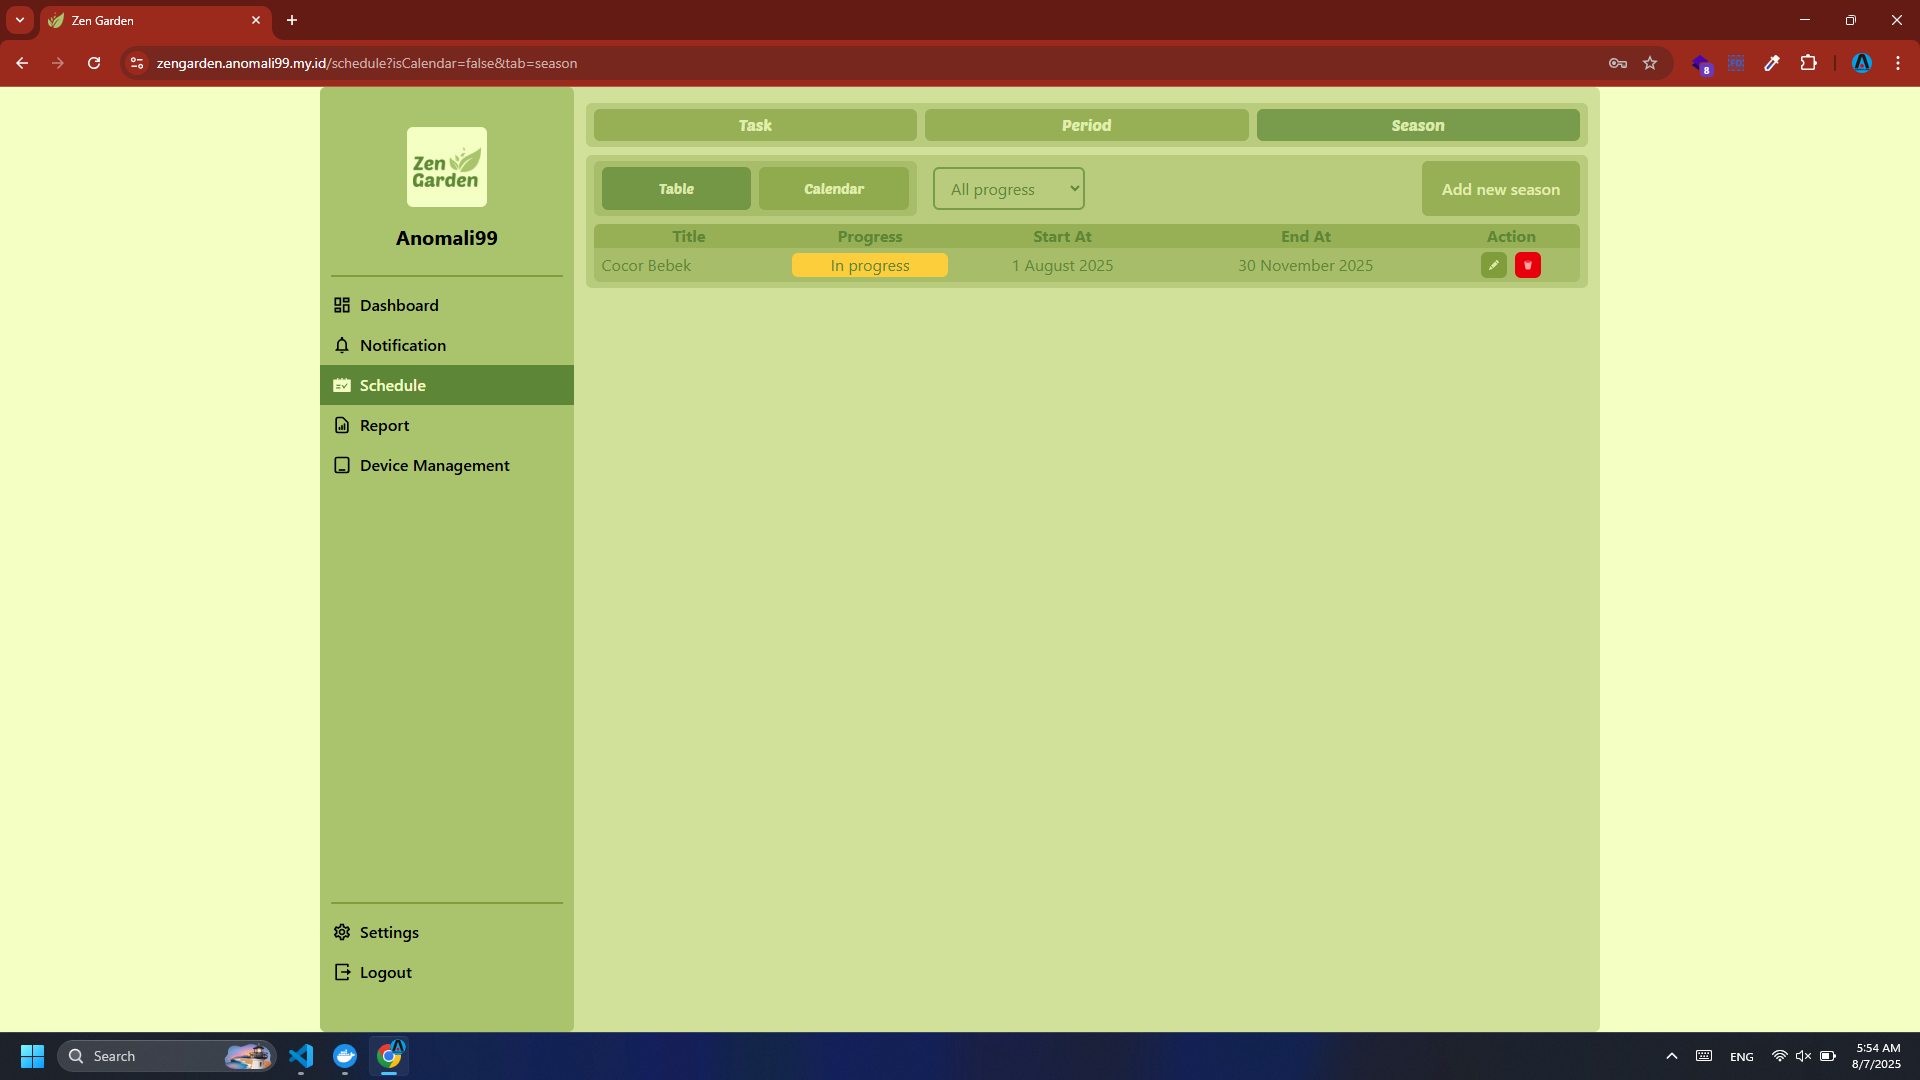 Zen Garden
zengarden.anomali99.my.id/schedule?isCalendar=false&tab=season
8
Zen
Garden
Anomali99
Dashboard
Notification
Schedule
Report
Device Management
Settings
Logout
Task Period Season
Table Calendar All progress Add new season
Title Progress Start At End At Action
Cocor Bebek In progress 1 August 2025 30 November 2025
Search
ENG
5:54 AM
8/7/2025